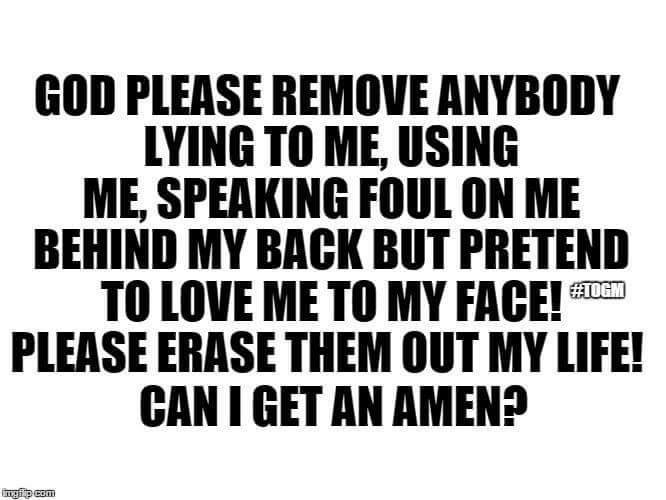 GOD PLEASE REMOVE ANYBODY
LYING TO ME, USING
ME, SPEAKING FOUL ON ME
BEHIND MY BACK BUT PRETEND
TO LOVE ME TO MY FACE!
#TOGM
PLEASE ERASE THEM OUT MY LIFE!
CAN I GET AN AMEN?
imgflip.com